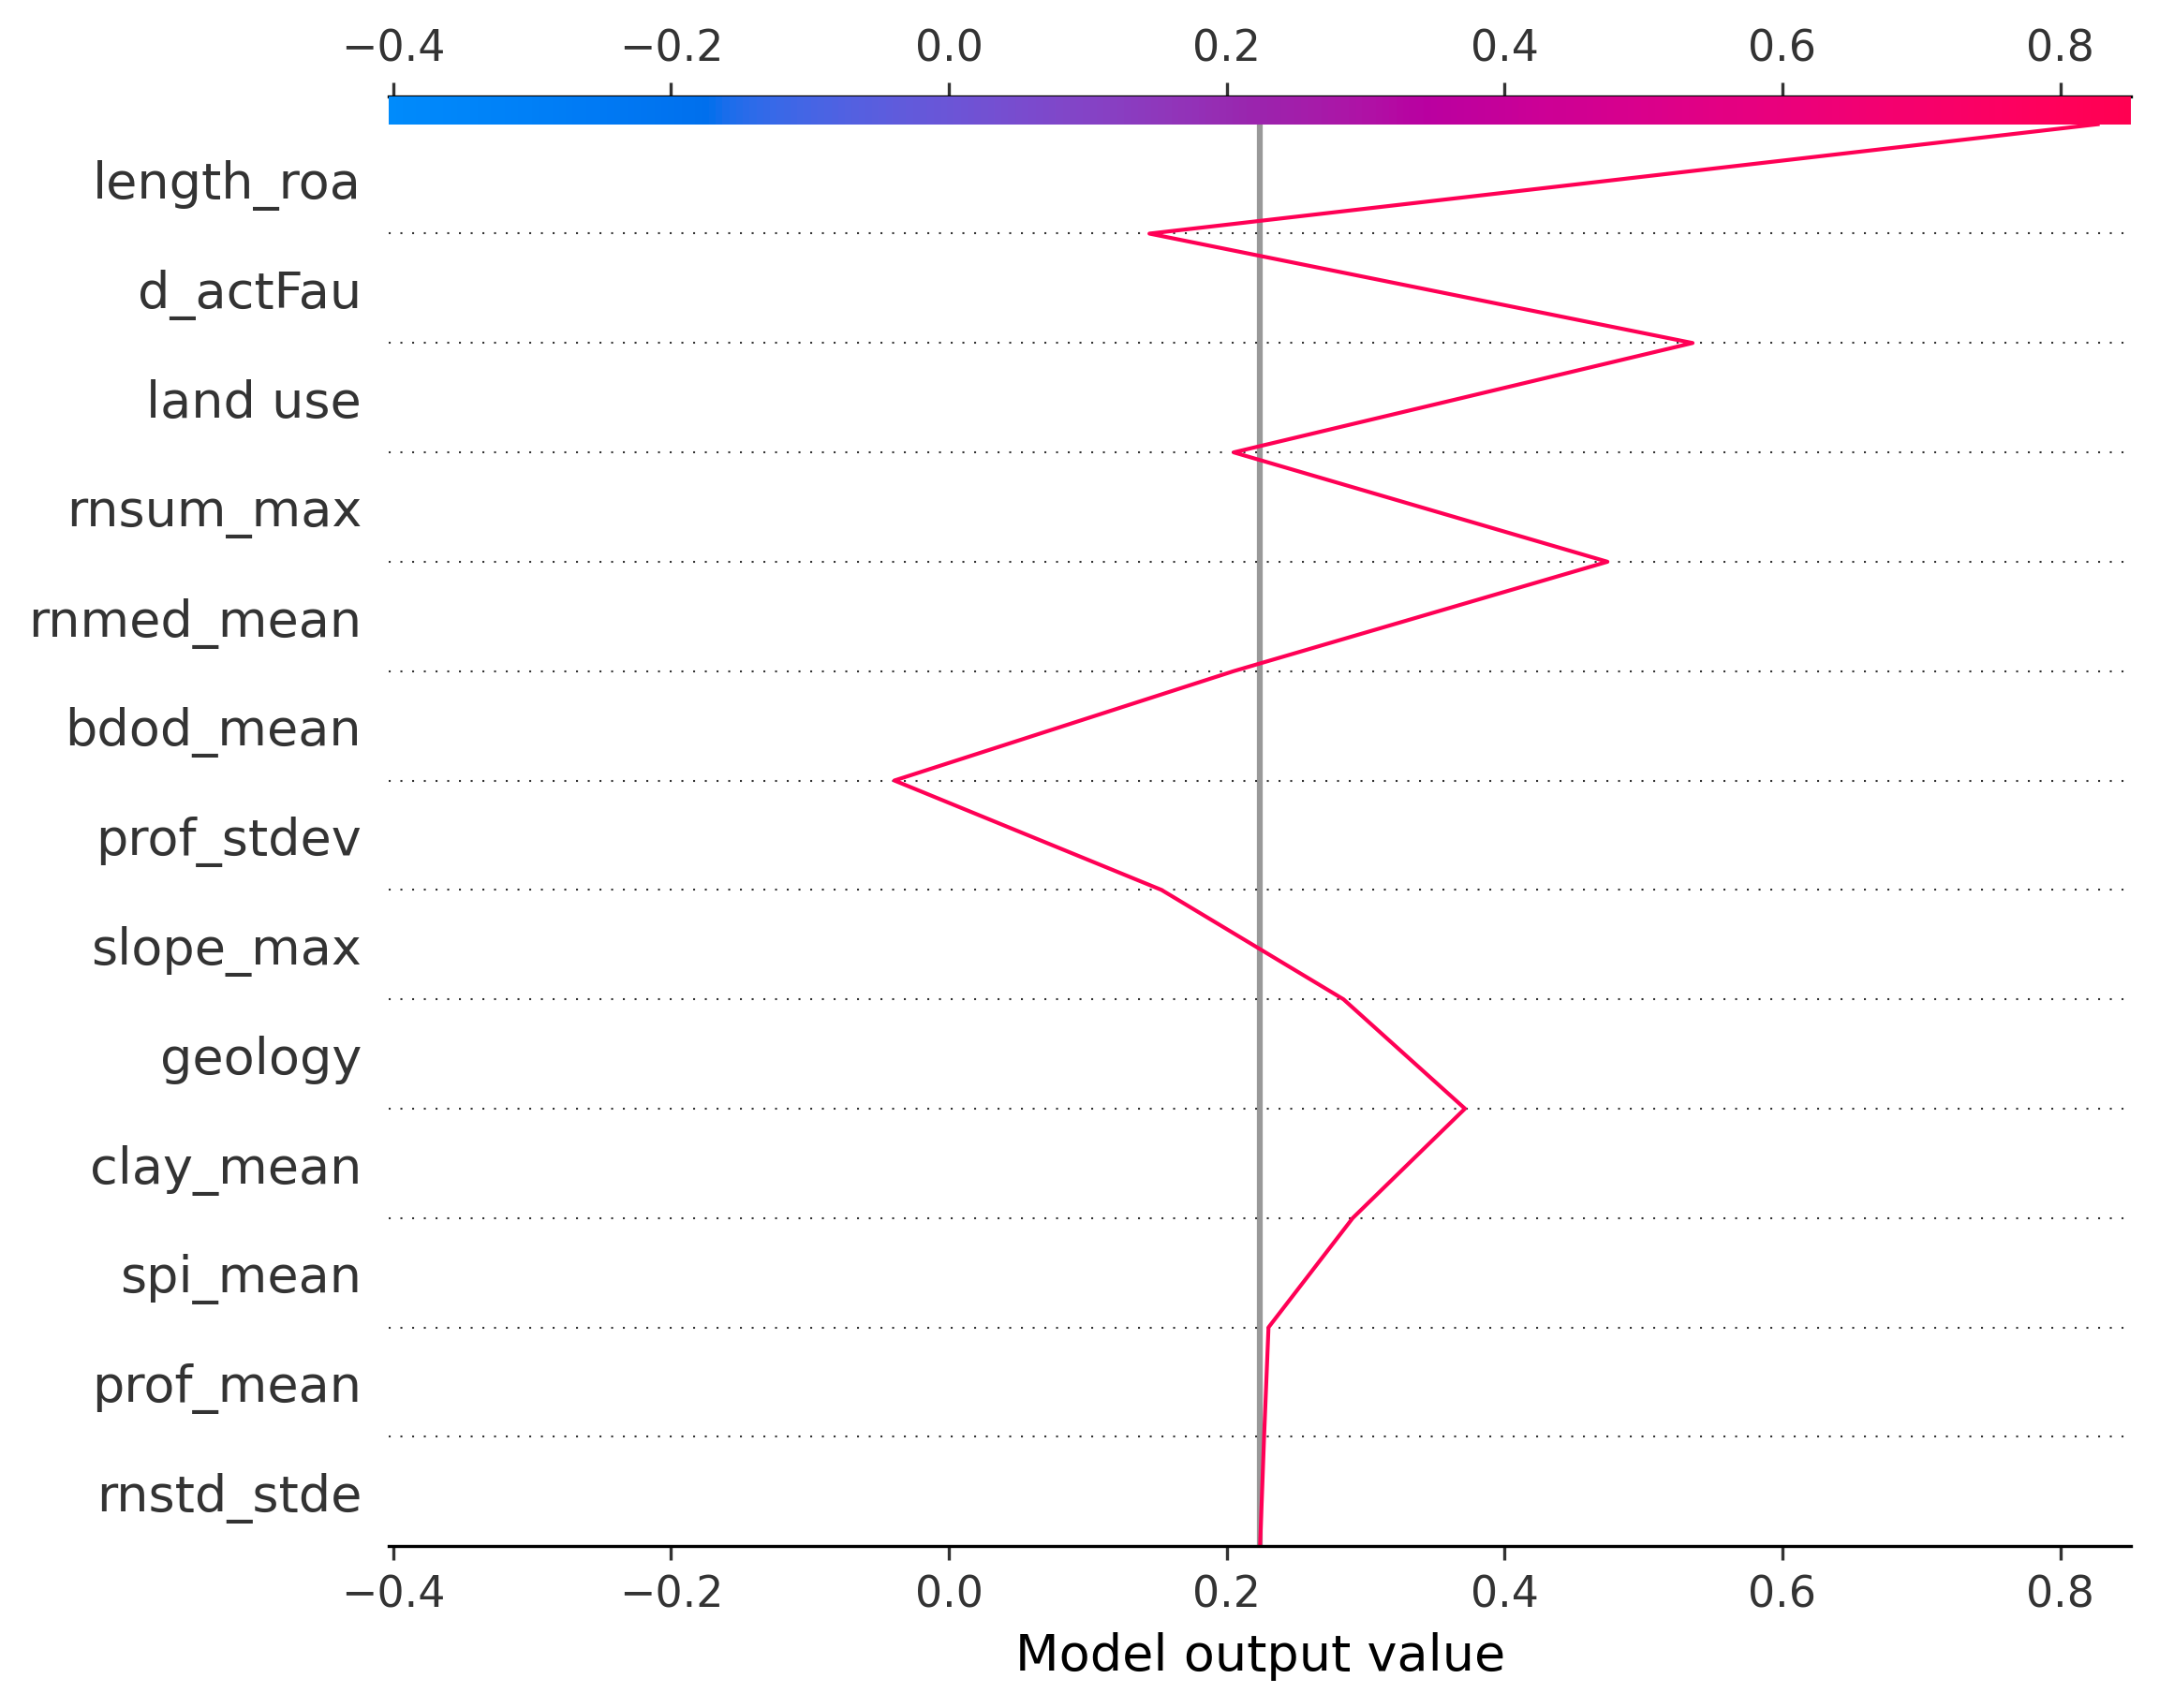 −0.4 −0.2 0.0 0.2 0.4 0.6 0.8
length_roa
d_actFau
land use
rnsum_max
rnmed_mean
bdod_mean
prof_stdev
slope_max
geology
clay_mean
spi_mean
prof_mean
rnstd_stde
−0.4 −0.2 0.0 0.2 0.4 0.6 0.8
Model output value